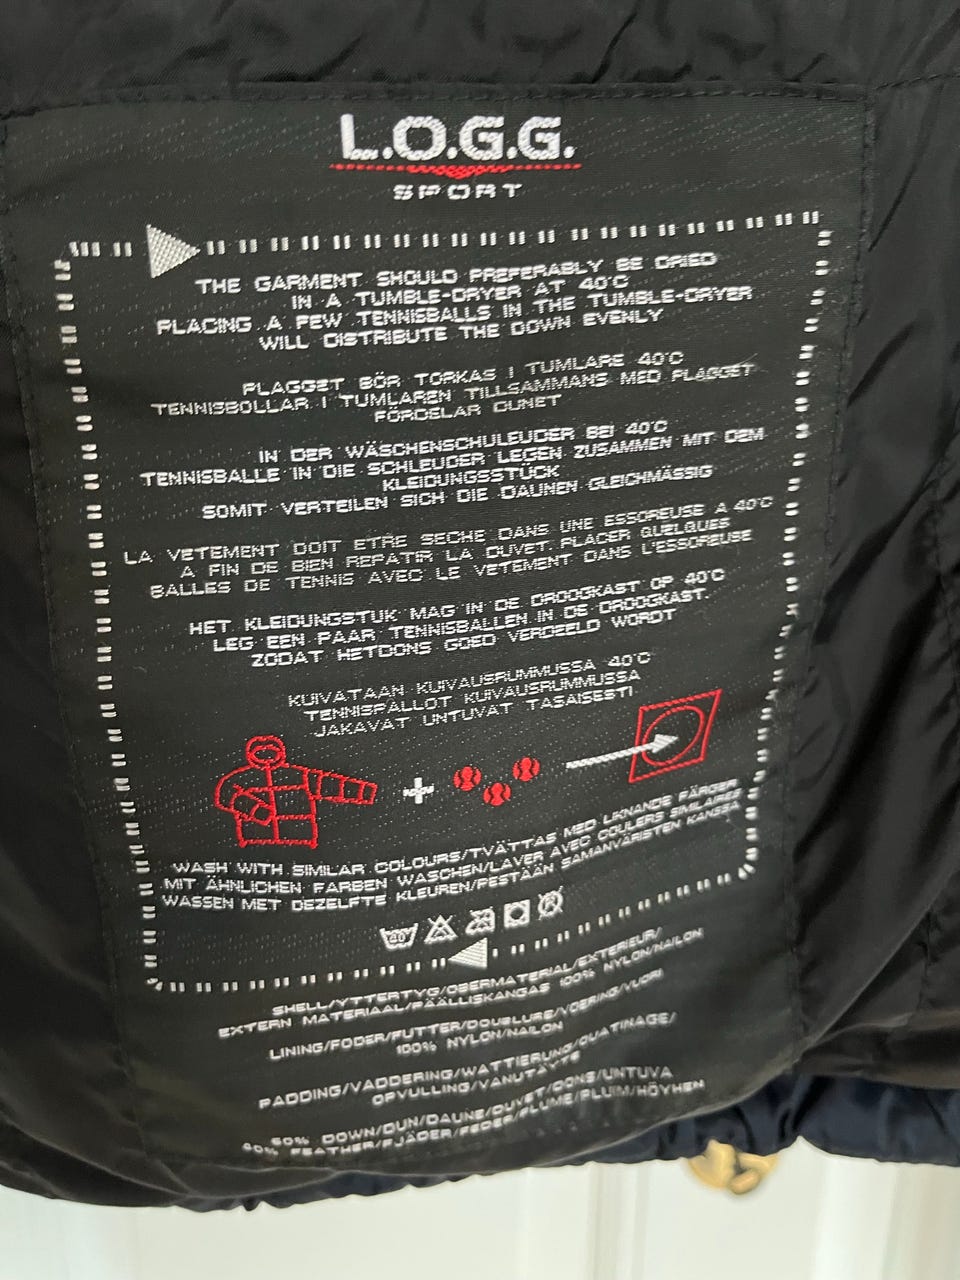 L.O.G.G.
SPORT
THE GARMENT SHOULD PREFERABLY BE DRIED
IN A TUMBLE-DRYER AT 40°C
PLACING A FEW TENNISBALLS IN THE TUMBLE-DRYER
WILL DISTRIBUTE THE DOWN EVENLY
PLAGGET BÖR TORKAS I TUMLARE 40°C
TENNISBOLLAR I TUMLAREN TILLSAMMANS MED PLAGGET
FÖRDELAR DUNET
IN DER WÄSCHENSCHULEUDER BEI 40°C
TENNISBALLE IN DIE SCHLEUDER LEGEN ZUSAMMEN MIT DEM
KLEIDUNGSSTÜCK
SOMIT VERTEILEN SICH DIE DAUNEN GLEICHMÄSSIG
LA VETEMENT DOIT ETRE SECHE DANS UNE ESSOREUSE A 40°C
A FIN DE BIEN REPATIR LA DUVET. PLACER QUELQUES
BALLES DE TENNIS AVEC LE VETEMENT DANS L'ESSOREUSE
HET KLEIDUNGSTUK MAG IN DE DROOGKAST OP 40°C
LEG EEN PAAR TENNISBALLEN IN DE DROOGKAST.
ZODAT HETDONS GOED VERDEELD WORDT
KUIVATAAN KUIVAUSRUMMUSSA 40°C
TENNISPALLOT KUIVAUSRUMMUSSA
JAKAVAT UNTUVAT TASAISESTI
WASH WITH SIMILAR COLOURS/TVÄTTAS MED LIKNANDE FÄRGER
MIT ÄHNLICHEN FARBEN WASCHEN/LAVER AVEC COULERS SIMILAIRES
WASSEN MET DEZELFTE KLEUREN/PESTÄÄN SAMANVÄRISTEN KANSSA
40
SHELL/YTTERTYG/OBERMATERIAL/EXTERIEUR/
EXTERN MATERIAAL/PÄÄLLISKANGAS 100% NYLON/NAILON
LINING/FODER/FUTTER/DOUBLURE/VOERING/VUORI
100% NYLON/NAILON
PADDING/VADDERING/WATTIERUNG/QUATINAGE/
OPVULLING/VANUTÄYTE
60% DOWN/DUN/DAUNE/DUVET/DONS/UNTUVA
40% FEATHER/FJÄDER/FEDER/PLUME/PLUIM/HÖYHEN